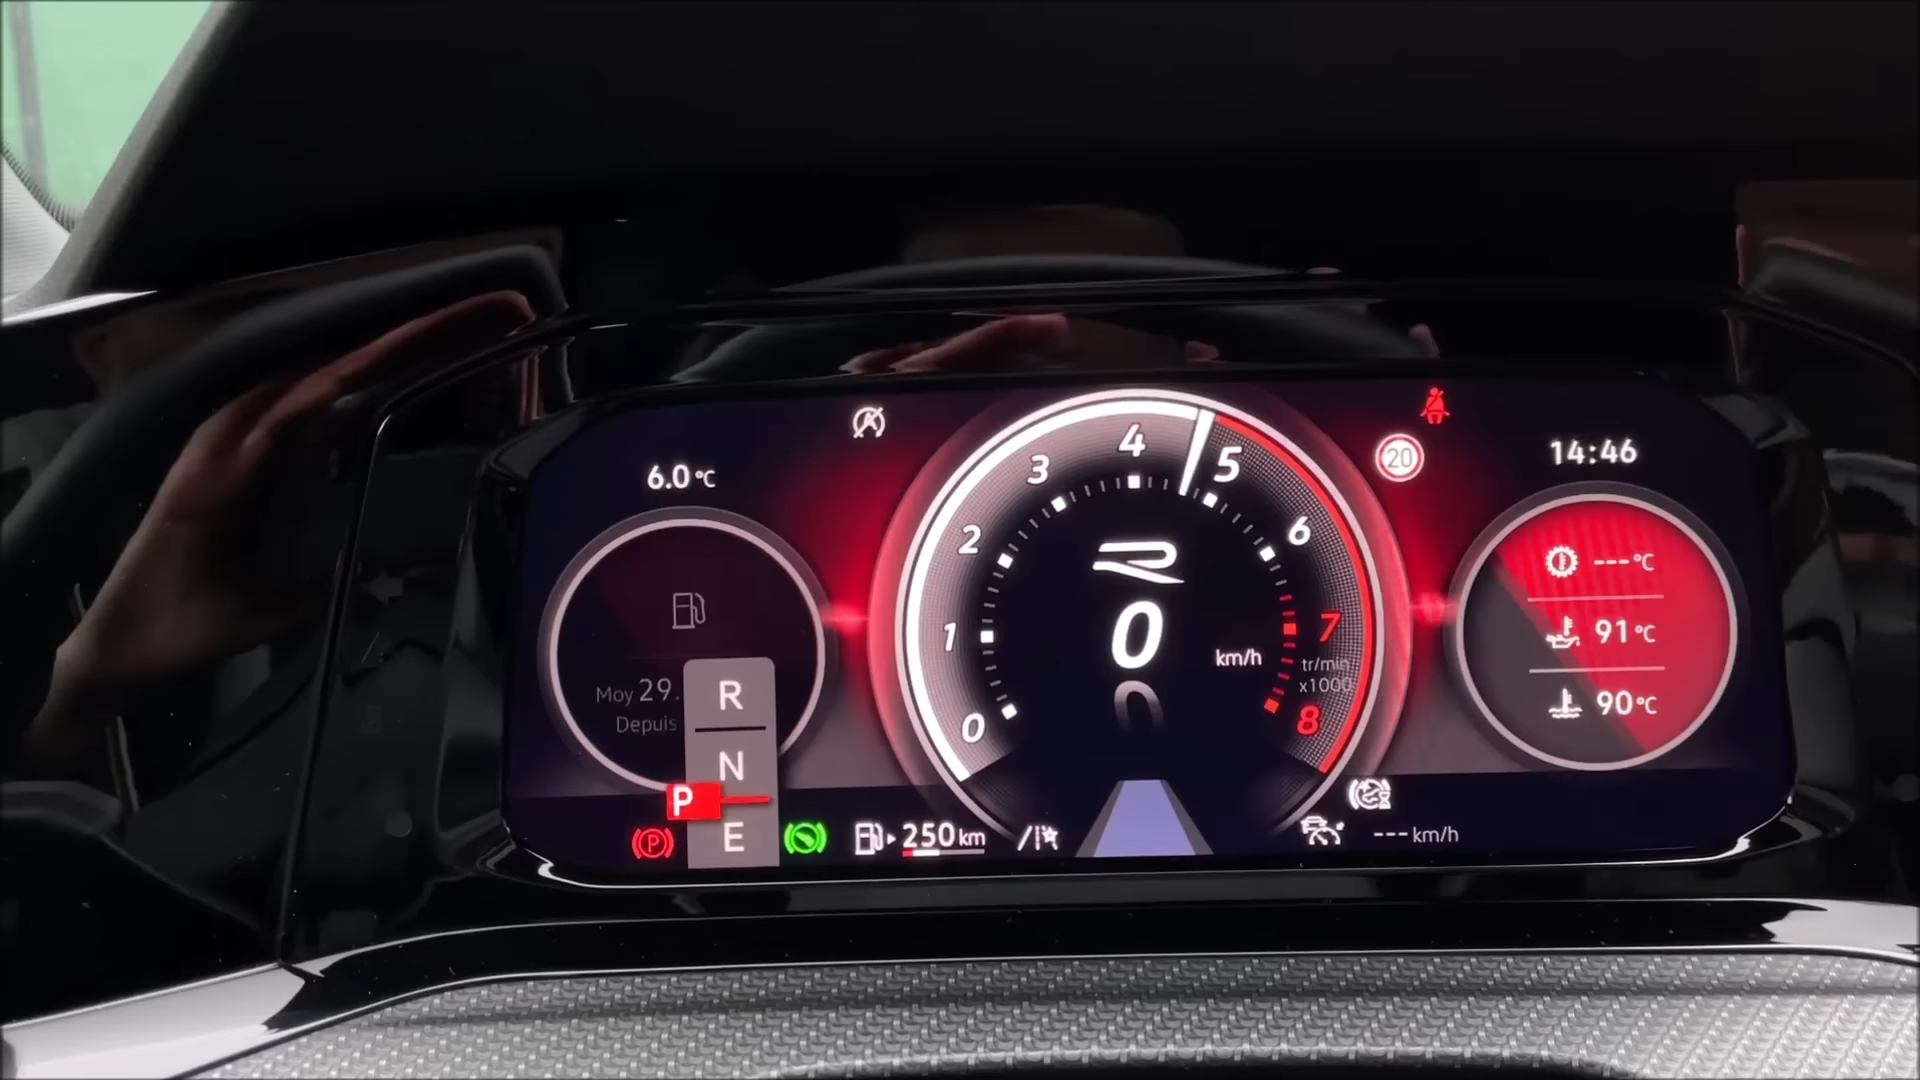 6.0 °C
14:46
20
0
1
2
3
4
5
6
7
8
R
0
km/h
tr/min
x1000
---°C
91°C
90°C
Moy 29.
Depuis
R
N
P
E
P
250 km
--- km/h